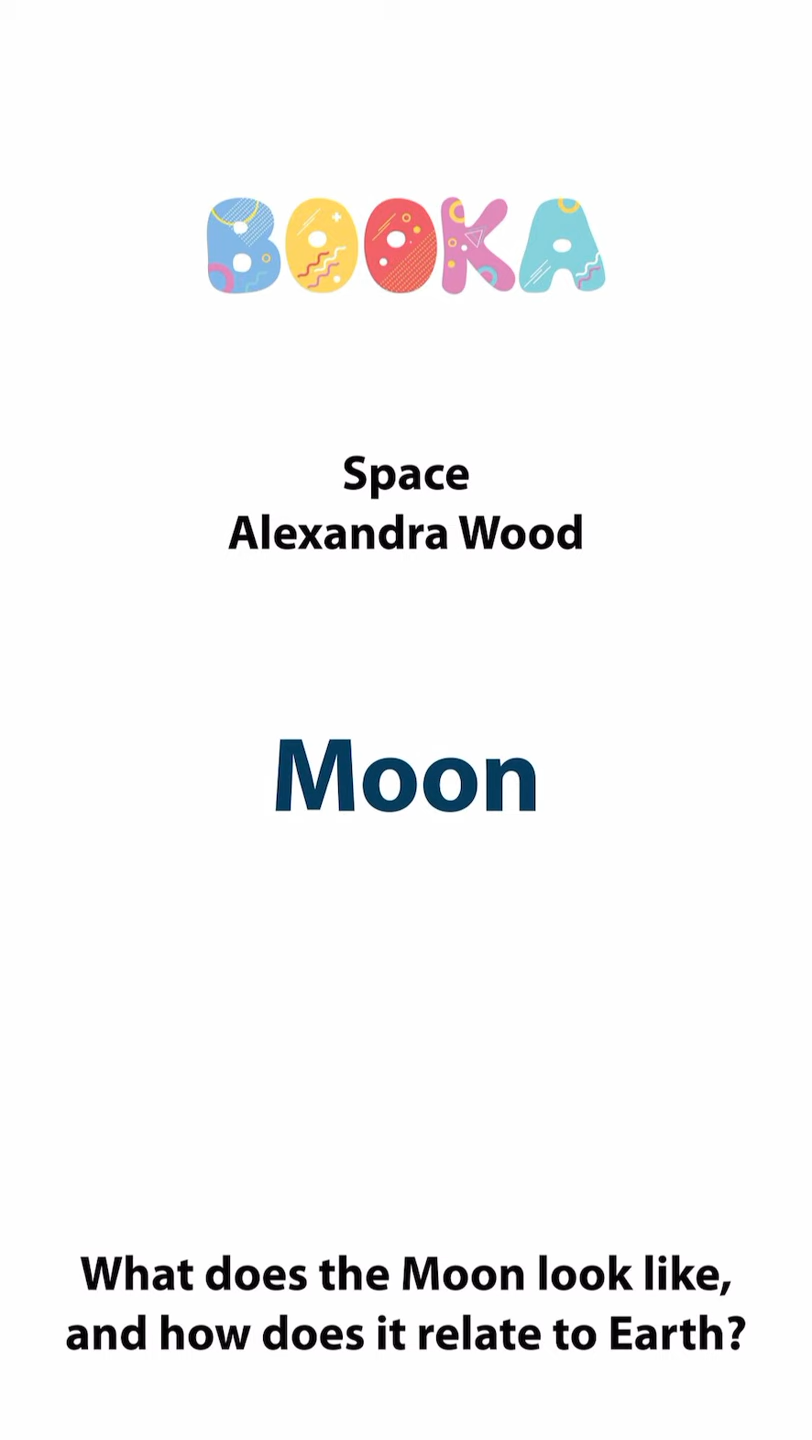 BOOKA
Space
Alexandra Wood
Moon
What does the Moon look like,
and how does it relate to Earth?